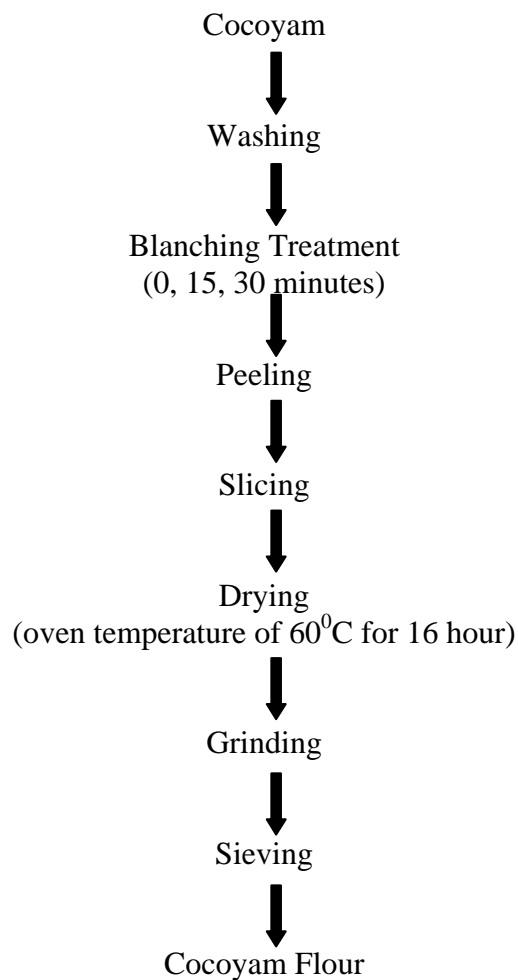 Cocoyam
Washing
Blanching Treatment
(0, 15, 30 minutes)
Peeling
Slicing
Drying
(oven temperature of 60⁰C for 16 hour)
Grinding
Sieving
Cocoyam Flour